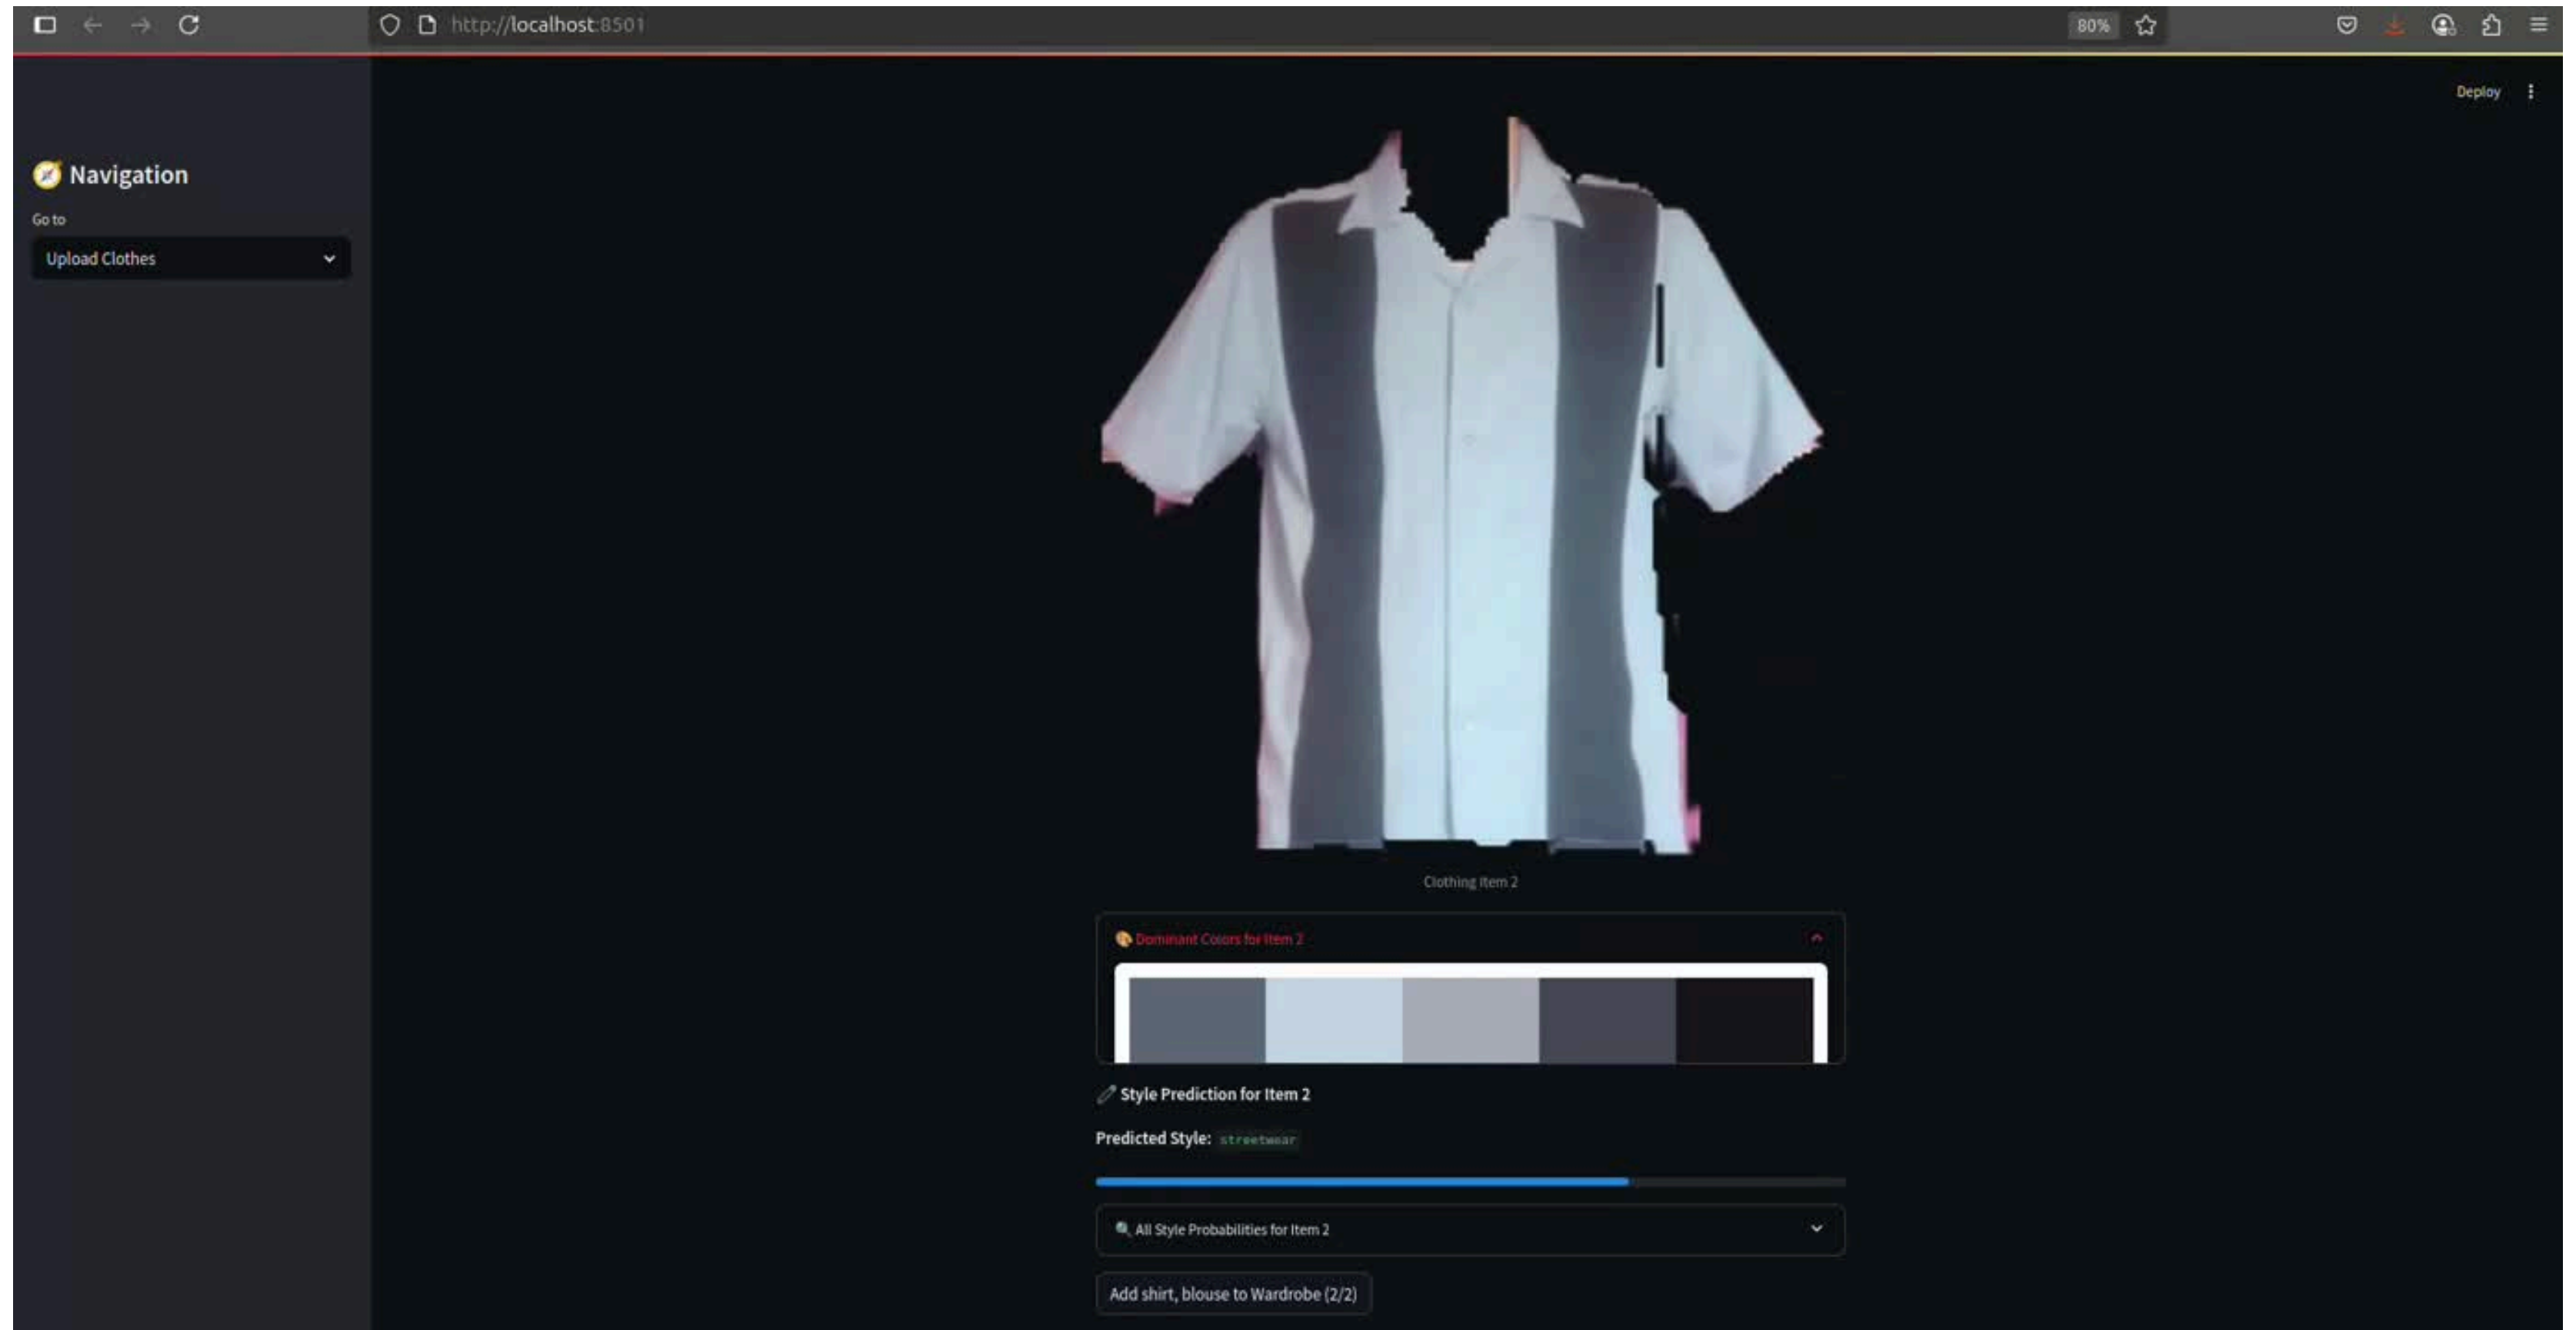 http://localhost:8501
80%
Deploy
Navigation
Go to
Upload Clothes
Clothing Item 2
Dominant Colors for Item 2
Style Prediction for Item 2
Predicted Style: streetwear
All Style Probabilities for Item 2
Add shirt, blouse to Wardrobe (2/2)